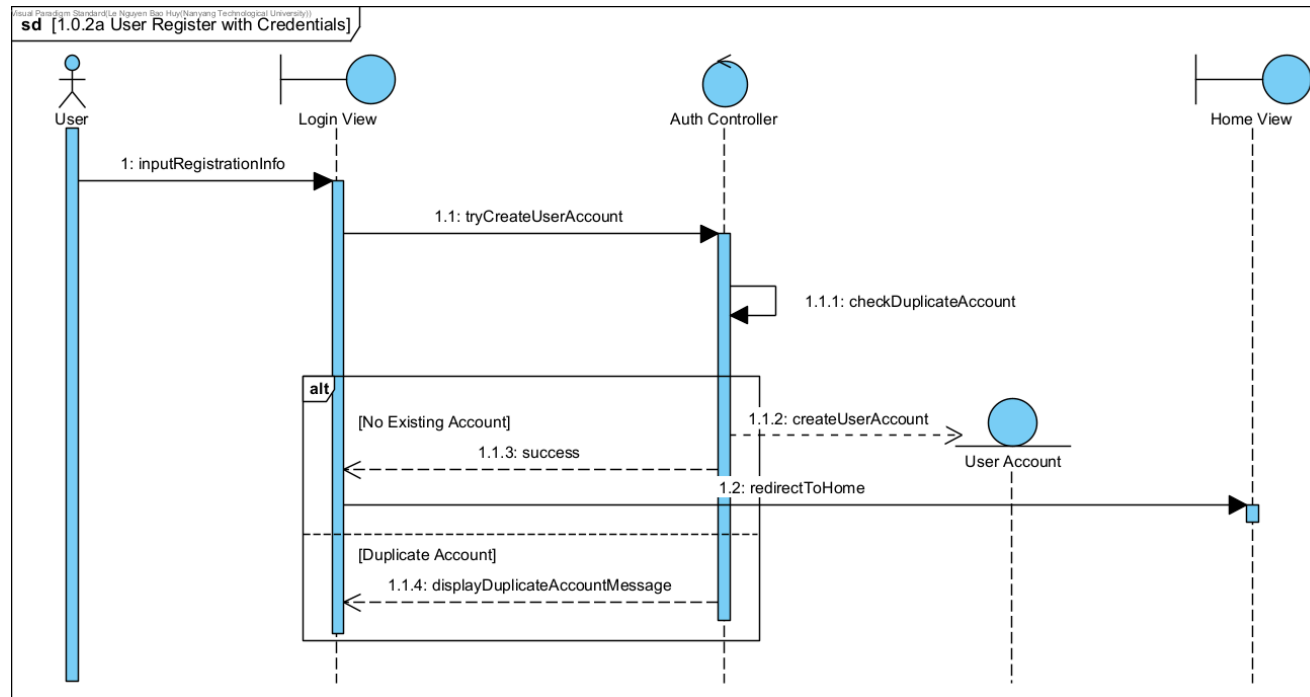 Visual Paradigm Standard(Le Nguyen Bao Huy(Nanyang Technological University))
sd [1.0.2a User Register with Credentials]
User
Login View
Auth Controller
Home View
1: inputRegistrationInfo
1.1: tryCreateUserAccount
1.1.1: checkDuplicateAccount
alt
[No Existing Account]
1.1.2: createUserAccount
1.1.3: success
User Account
1.2: redirectToHome
[Duplicate Account]
1.1.4: displayDuplicateAccountMessage